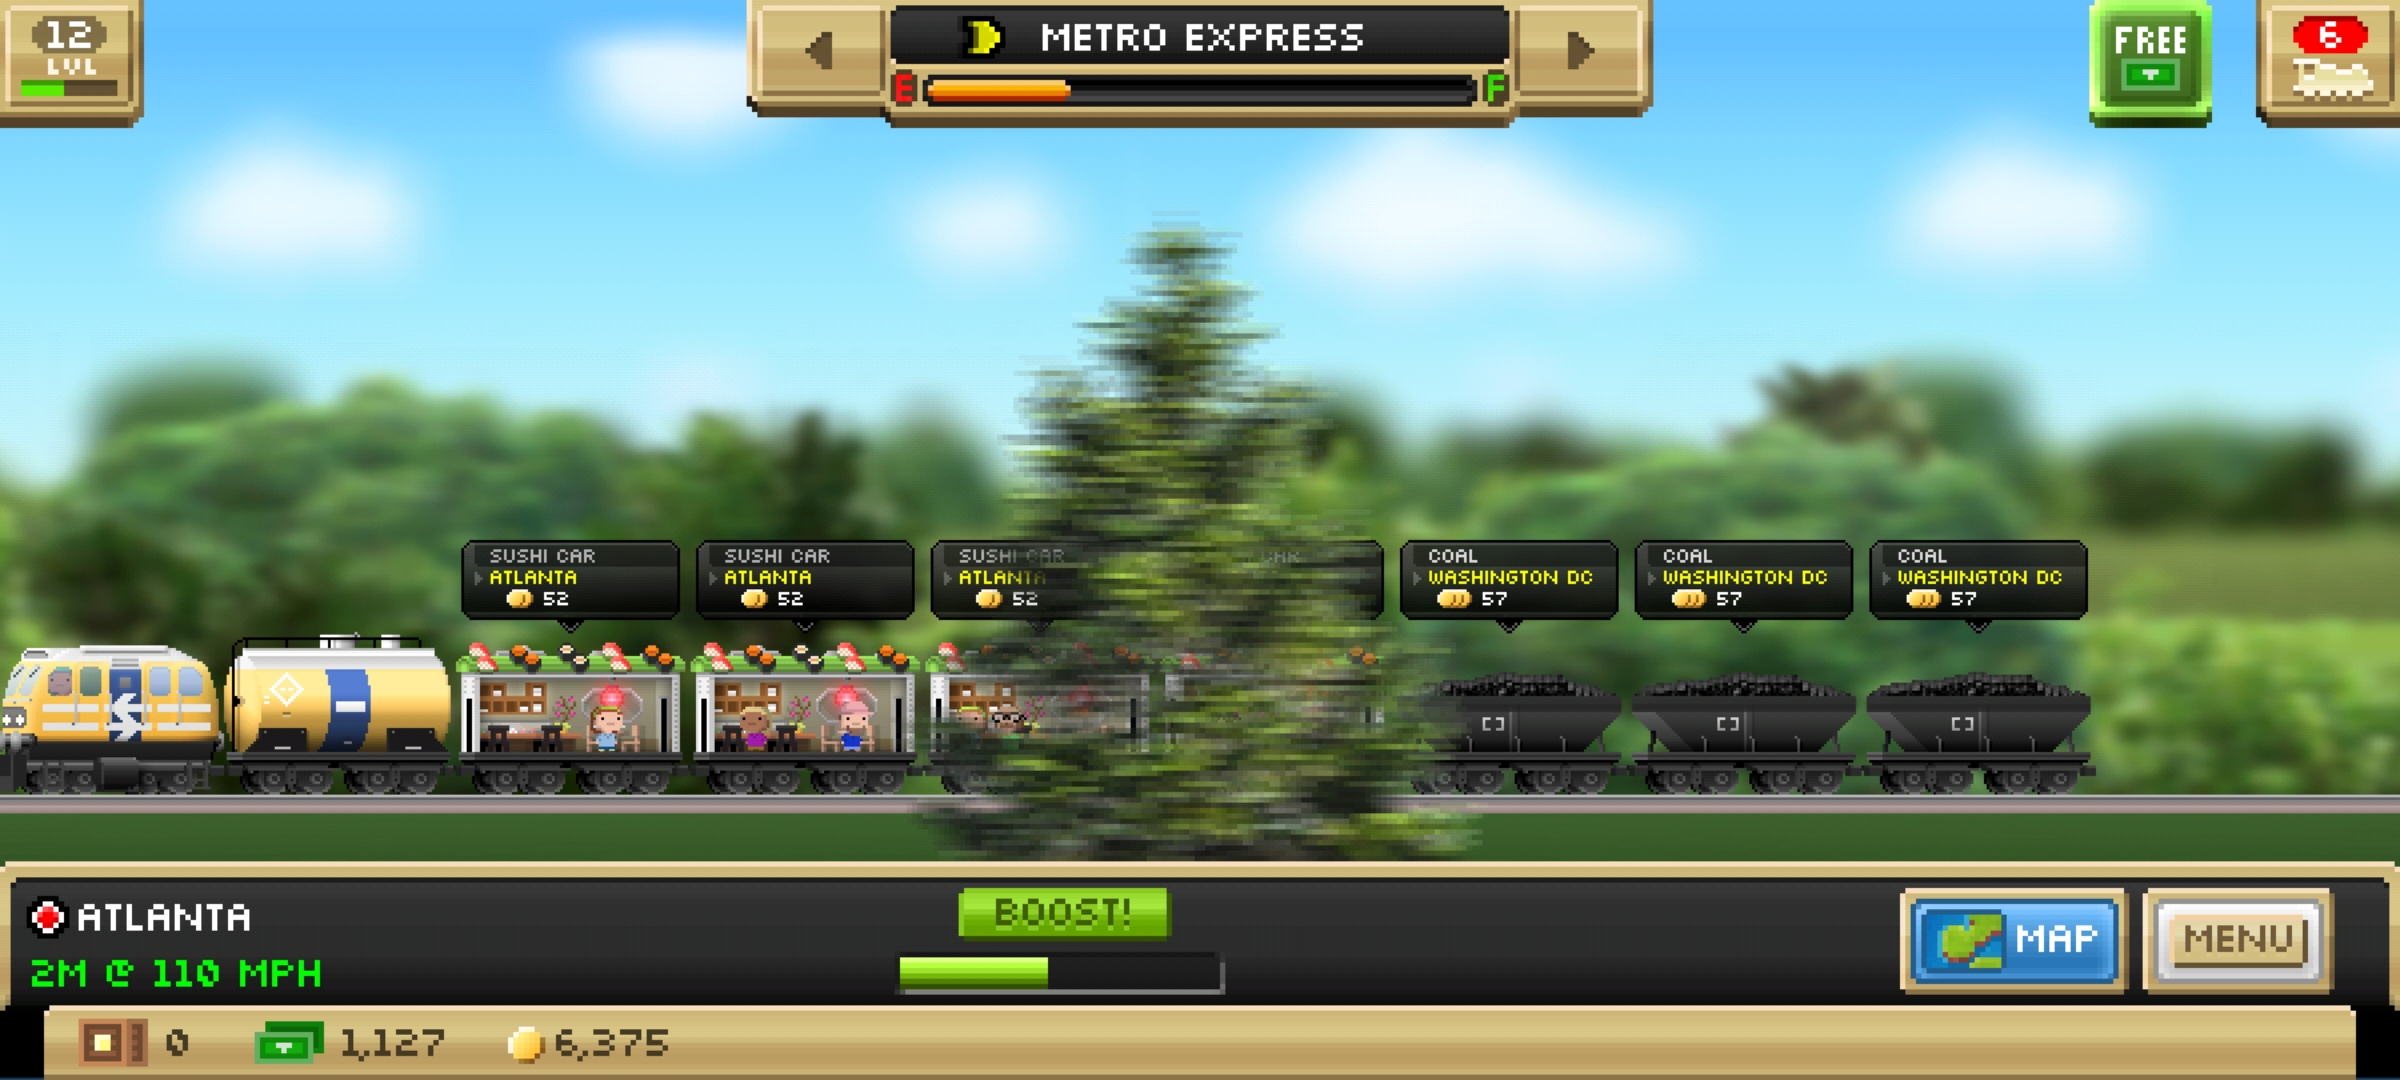 12
LVL
METRO EXPRESS
E F
FREE
6
SUSHI CAR
ATLANTA
52
SUSHI CAR
ATLANTA
52
SUSHI CAR
ATLANTA
52
CAR
COAL
WASHINGTON DC
57
COAL
WASHINGTON DC
57
COAL
WASHINGTON DC
57
ATLANTA
2M @ 110 MPH
BOOST!
MAP
MENU
0 1,127 6,375